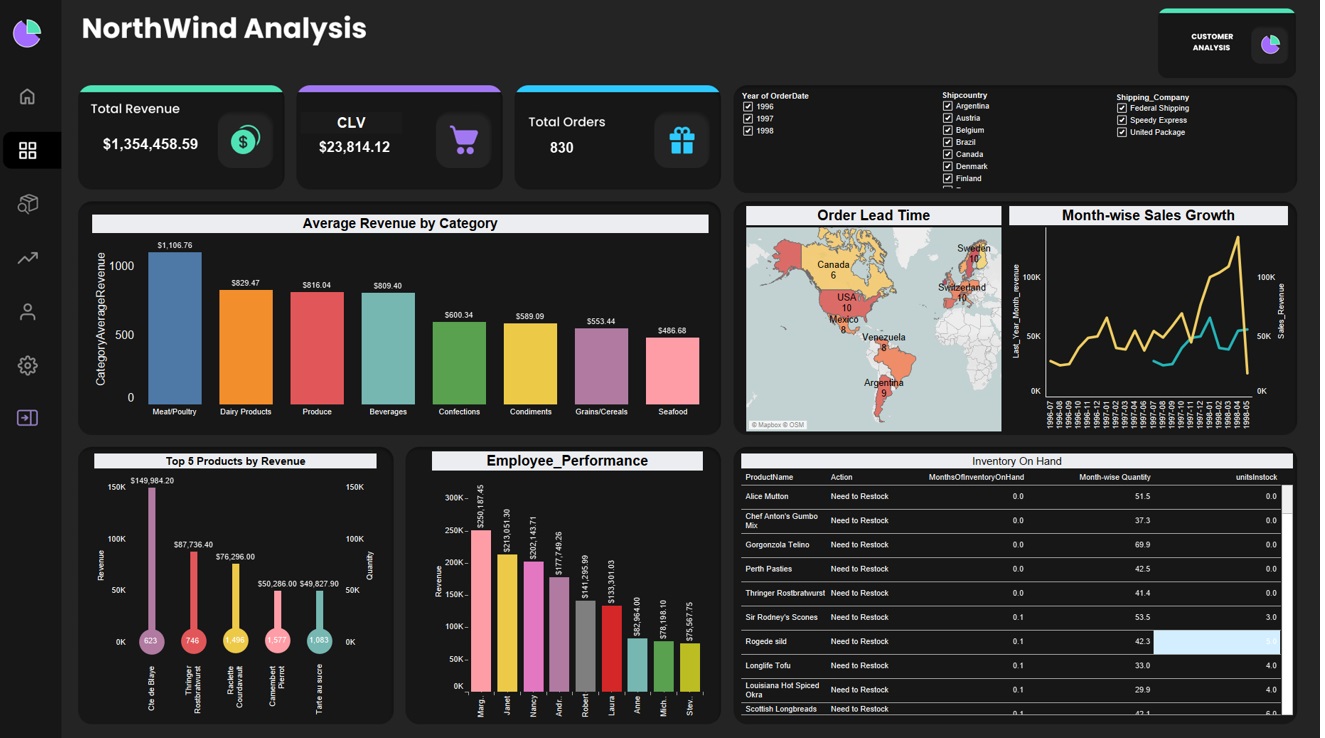 NorthWind Analysis
CUSTOMER
ANALYSIS
Total Revenue
$1,354,458.59
CLV
$23,814.12
Total Orders
830
Year of OrderDate
1996
1997
1998
Shipcountry
Argentina
Austria
Belgium
Brazil
Canada
Denmark
Finland
Shipping_Company
Federal Shipping
Speedy Express
United Package
Average Revenue by Category
CategoryAverageRevenue
1000
500
0
$1,106.76
$829.47
$816.04
$809.40
$600.34
$589.09
$553.44
$486.68
Meat/Poultry
Dairy Products
Produce
Beverages
Confections
Condiments
Grains/Cereals
Seafood
Order Lead Time
Sweden
10
Canada
6
Switzerland
10
USA
10
Mexico
8
Venezuela
8
Argentina
9
© Mapbox © OSM
Month-wise Sales Growth
Last_Year_Month_revenue
100K
50K
0K
100K
50K
0K
Sales_Revenue
1996-07
1996-08
1996-09
1996-10
1996-11
1996-12
1997-01
1997-02
1997-03
1997-04
1997-05
1997-06
1997-07
1997-08
1997-09
1997-10
1997-11
1997-12
1998-01
1998-02
1998-03
1998-04
1998-05
Top 5 Products by Revenue
Revenue
150K
100K
50K
0K
$149,984.20
$87,736.40
$76,296.00
$50,286.00
$49,827.90
623
746
1,496
1,577
1,083
150K
100K
50K
0K
Quantity
Cte de Blaye
Thringer
Rostbratwurst
Raclette
Courdavault
Camembert
Pierrot
Tarte au sucre
Employee_Performance
Revenue
300K
250K
200K
150K
100K
50K
0K
$250,187.45
$213,051.30
$202,143.71
$177,749.26
$141,295.99
$133,301.03
$82,964.00
$78,198.10
$75,567.75
Marg..
Janet
Nancy
Andr..
Robert
Laura
Anne
Mich..
Stev..
Inventory On Hand
ProductName Action MonthsOfInventoryOnHand Month-wise Quantity unitsInstock
Alice Mutton Need to Restock 0.0 51.5 0.0
Chef Anton's Gumbo
Mix Need to Restock 0.0 37.3 0.0
Gorgonzola Telino Need to Restock 0.0 69.9 0.0
Perth Pasties Need to Restock 0.0 42.5 0.0
Thringer Rostbratwurst Need to Restock 0.0 41.4 0.0
Sir Rodney's Scones Need to Restock 0.1 53.5 3.0
Rogede sild Need to Restock 0.1 42.3
Longlife Tofu Need to Restock 0.1 33.0 4.0
Louisiana Hot Spiced
Okra Need to Restock 0.1 29.9 4.0
Scottish Longbreads Need to Restock 0.1 42.1 6.0